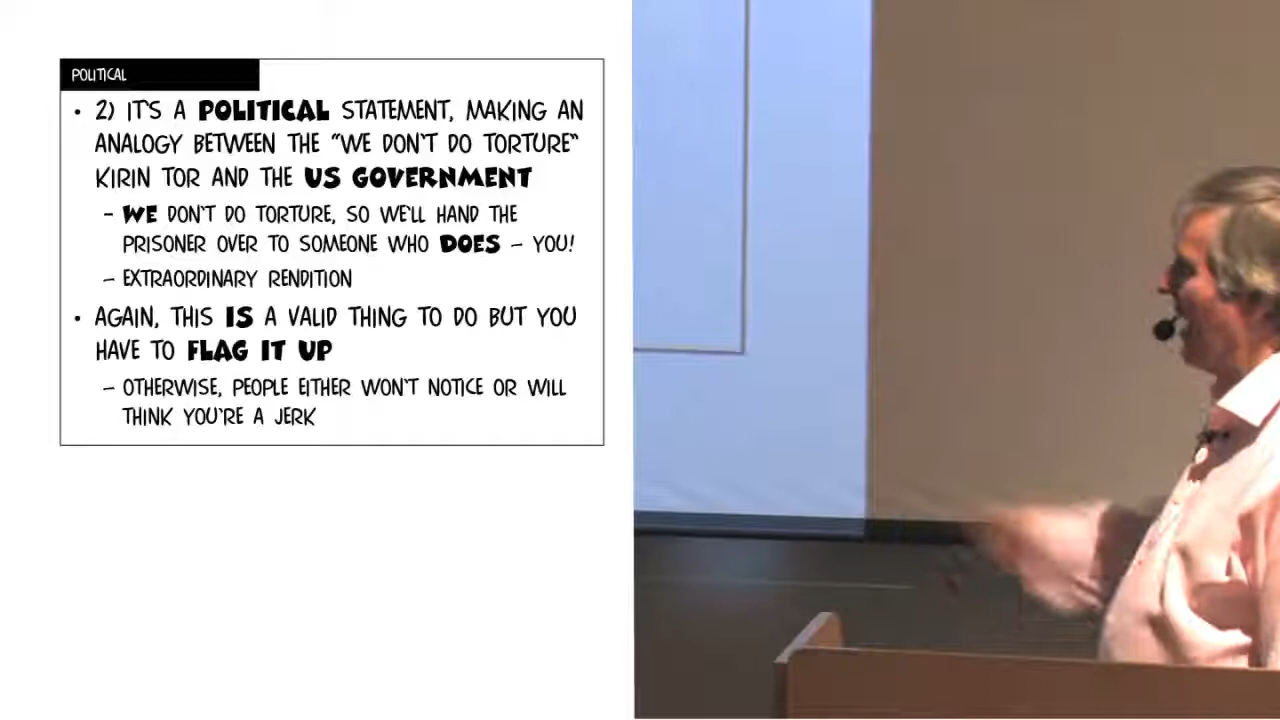 POLITICAL
• 2) IT'S A POLITICAL STATEMENT, MAKING AN
ANALOGY BETWEEN THE "WE DON'T DO TORTURE"
KIRIN TOR AND THE US GOVERNMENT
– WE DON'T DO TORTURE, SO WE'LL HAND THE
PRISONER OVER TO SOMEONE WHO DOES – YOU!
– EXTRAORDINARY RENDITION
• AGAIN, THIS IS A VALID THING TO DO BUT YOU
HAVE TO FLAG IT UP
– OTHERWISE, PEOPLE EITHER WON'T NOTICE OR WILL
THINK YOU'RE A JERK